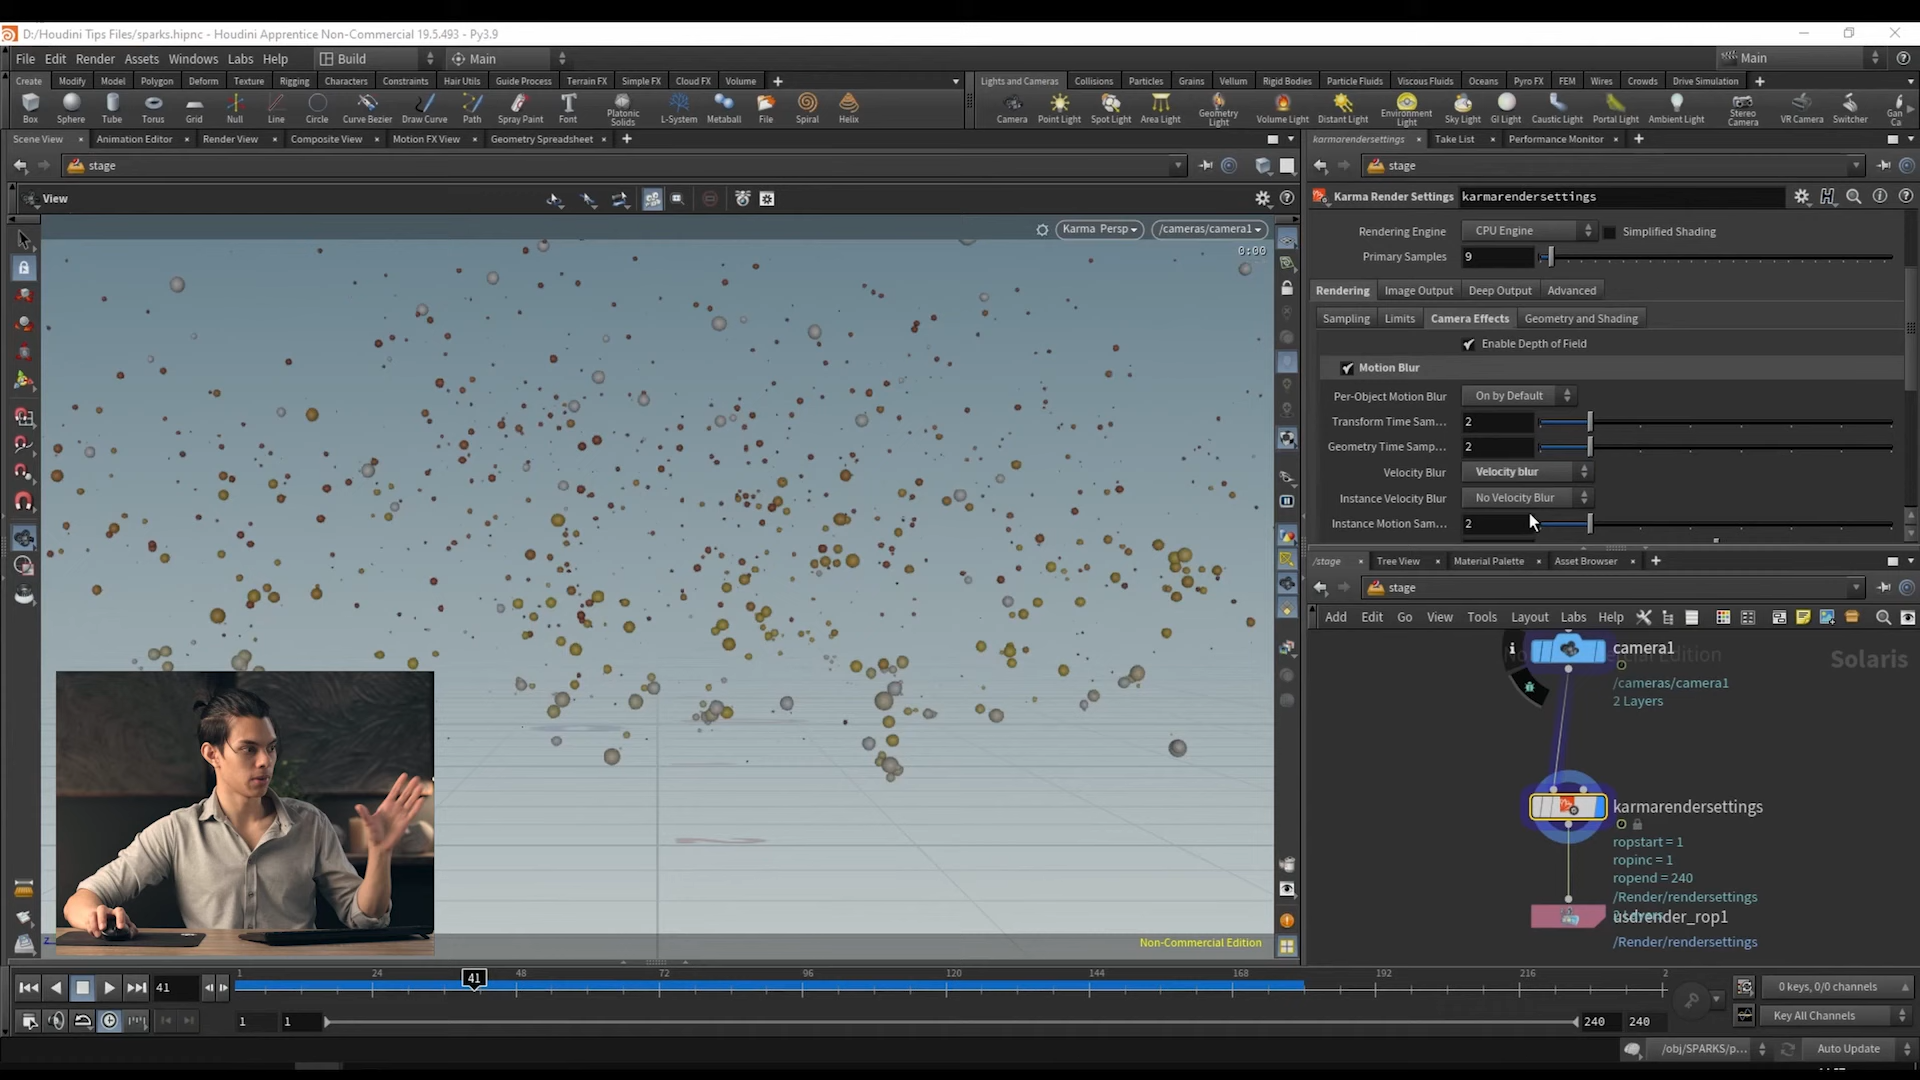 D:/Houdini Tips Files/sparks.hipnc - Houdini Apprentice Non-Commercial 19.5.493 - Py3.9
File Edit Render Assets Windows Labs Help Build Main Main
Create Modify Model Polygon Deform Texture Rigging Characters Constraints Hair Utils Guide Process Terrain FX Simple FX Cloud FX Volume
Lights and Cameras Collisions Particles Grains Vellum Rigid Bodies Particle Fluids Viscous Fluids Oceans Pyro FX FEM Wires Crowds Drive Simulation
Box Sphere Tube Torus Grid Null Line Circle Curve Bezier Draw Curve Path Spray Paint Font Platonic Solids L-System Metaball File Spiral Helix
Camera Point Light Spot Light Area Light Geometry Light Volume Light Distant Light Environment Light Sky Light GI Light Caustic Light Portal Light Ambient Light Stereo Camera VR Camera Switcher
Scene View Animation Editor Render View Composite View Motion FX View Geometry Spreadsheet
karmarendersettings Take List Performance Monitor
stage
stage
View
Karma Render Settings karmarendersettings
Karma Persp /cameras/camera1
0:00
Rendering Engine CPU Engine Simplified Shading
Primary Samples 9
Rendering Image Output Deep Output Advanced
Sampling Limits Camera Effects Geometry and Shading
Enable Depth of Field
Motion Blur
Per-Object Motion Blur On by Default
Transform Time Sam... 2
Geometry Time Samp... 2
Velocity Blur Velocity blur
Instance Velocity Blur No Velocity Blur
Instance Motion Sam... 2
/stage Tree View Material Palette Asset Browser
stage
Add Edit Go View Tools Layout Labs Help
camera1
Solaris
/cameras/camera1
2 Layers
karmarendersettings
ropstart = 1
ropinc = 1
ropend = 240
/Render/rendersettings
usdrender_rop1
/Render/rendersettings
Non-Commercial Edition
1 24 48 72 96 120 144 168 192 216 2
41
41
0 keys, 0/0 channels
1 1 240 240
Key All Channels
/obj/SPARKS/p... Auto Update